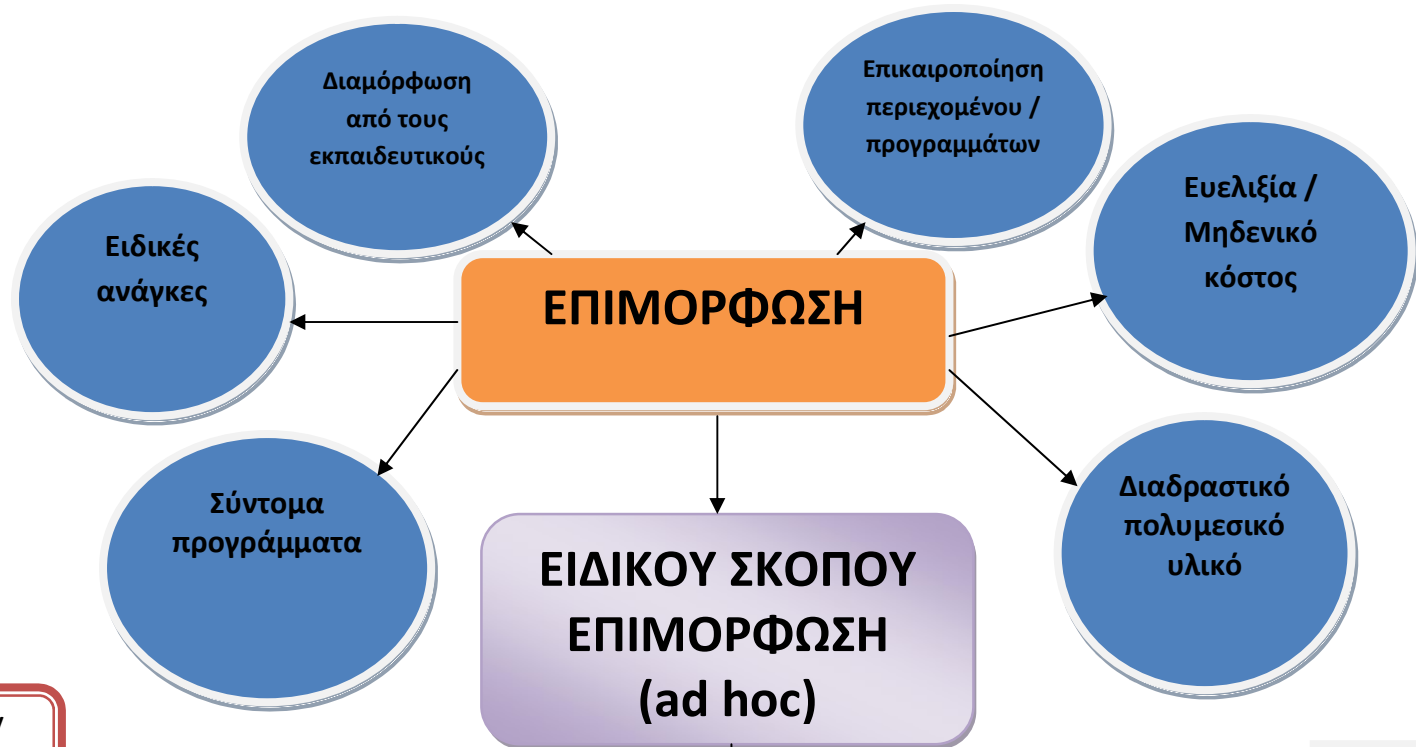 Διαμόρφωση
από τους
εκπαιδευτικούς
Επικαιροποίηση
περιεχομένου /
προγραμμάτων
Ευελιξία /
Μηδενικό
κόστος
Ειδικές
ανάγκες
ΕΠΙΜΟΡΦΩΣΗ
Σύντομα
προγράμματα
Διαδραστικό
πολυμεσικό
υλικό
ΕΙΔΙΚΟΥ ΣΚΟΠΟΥ
ΕΠΙΜΟΡΦΩΣΗ
(ad hoc)